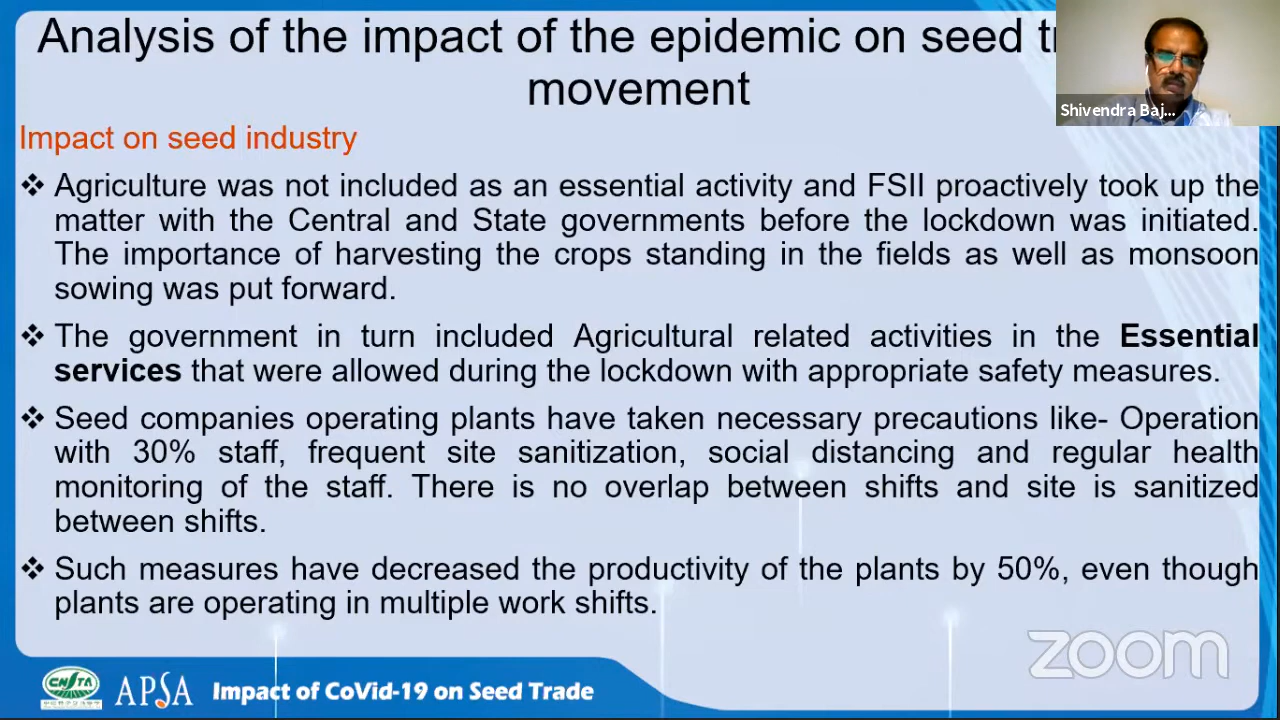 Analysis of the impact of the epidemic on seed
movement
Shivendra Baj...
Impact on seed industry
❖ Agriculture was not included as an essential activity and FSII proactively took up the
matter with the Central and State governments before the lockdown was initiated.
The importance of harvesting the crops standing in the fields as well as monsoon
sowing was put forward.
❖ The government in turn included Agricultural related activities in the Essential
services that were allowed during the lockdown with appropriate safety measures.
❖ Seed companies operating plants have taken necessary precautions like- Operation
with 30% staff, frequent site sanitization, social distancing and regular health
monitoring of the staff. There is no overlap between shifts and site is sanitized
between shifts.
❖ Such measures have decreased the productivity of the plants by 50%, even though
plants are operating in multiple work shifts.
zoom
CNSTA APSA Impact of CoVid-19 on Seed Trade